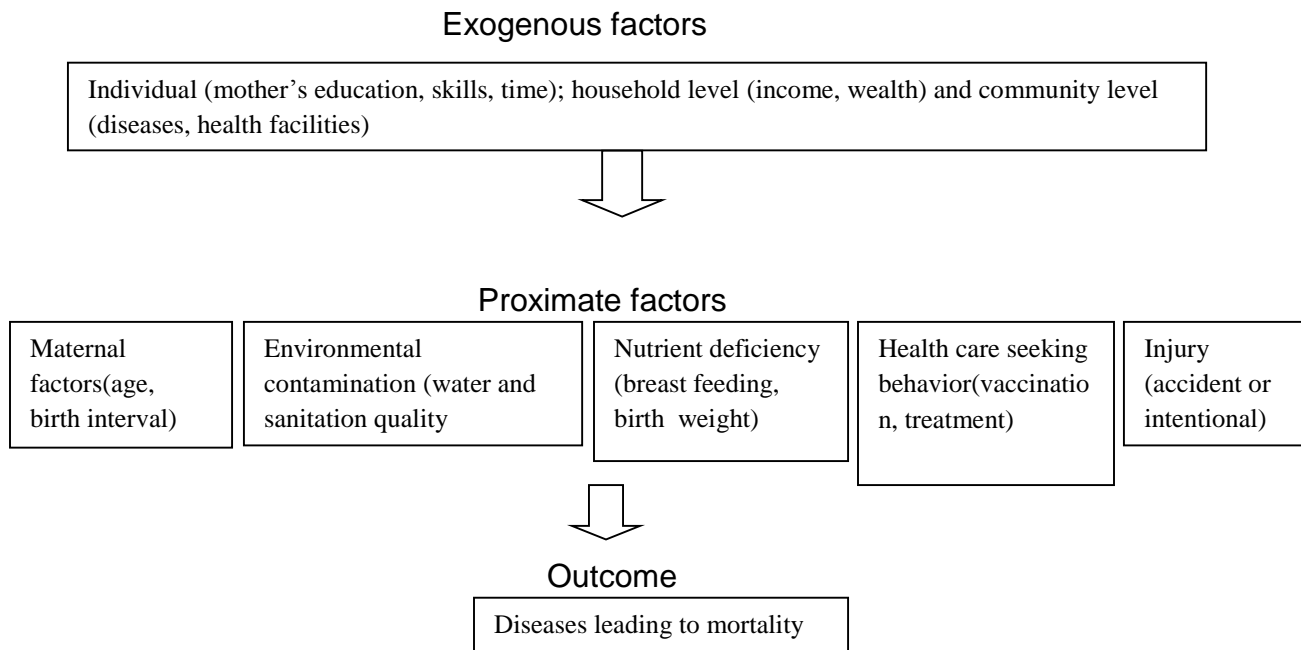 Exogenous factors
Individual (mother's education, skills, time); household level (income, wealth) and community level
(diseases, health facilities)
Proximate factors
Maternal
factors(age,
birth interval)
Environmental
contamination (water and
sanitation quality
Nutrient deficiency
(breast feeding,
birth weight)
Health care seeking
behavior(vaccinatio
n, treatment)
Injury
(accident or
intentional)
Outcome
Diseases leading to mortality